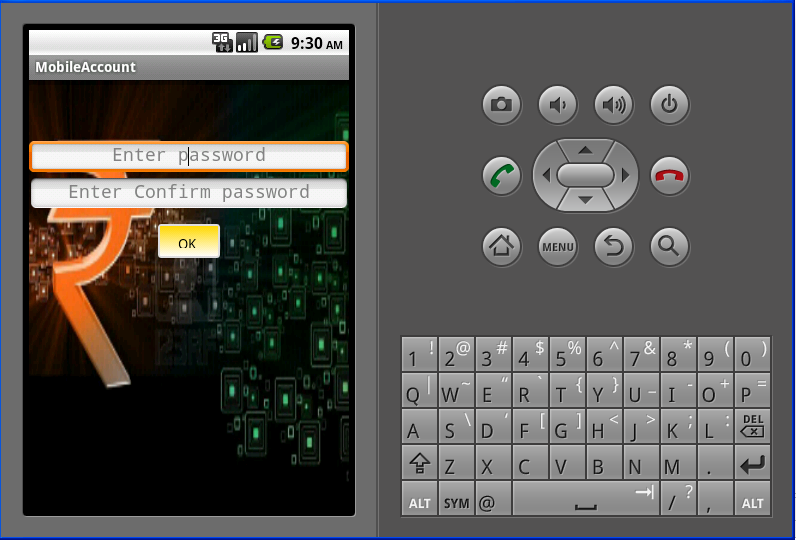 3G 9:30 AM
MobileAccount
Enter password
Enter Confirm password
OK
MENU
1 ! 2 @ 3 # 4 $ 5 % 6 ^ 7 & 8 * 9 ( 0 )
Q | W ~ E “ R ` T { Y } U _ I - O + P =
A S \ D ‘ F [ G ] H < J > K ; L : DEL
Z X C V B N M .
ALT SYM @ / ? , ALT